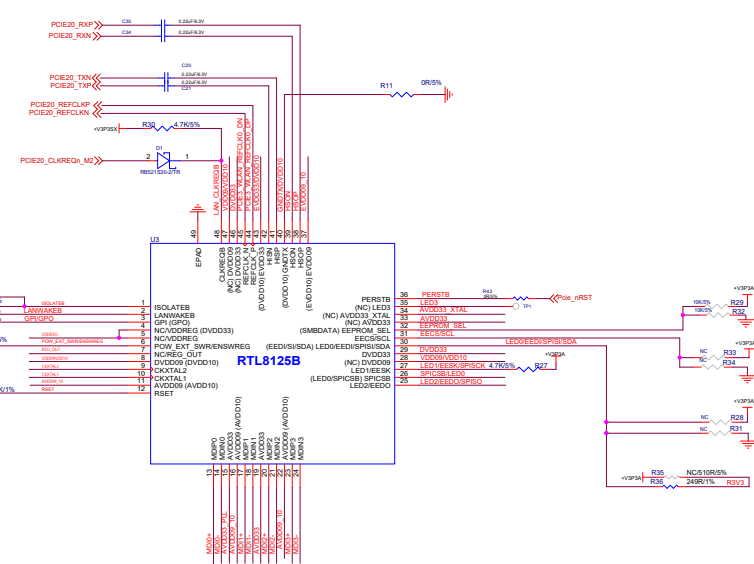 PCIE20_RXP
C35
0.22uF/6.3V
PCIE20_RXN
C34
0.22uF/6.3V
PCIE20_TXN
C20
0.22uF/6.3V
PCIE20_TXP
C21
0.22uF/6.3V
R11
0R/5%
PCIE20_REFCLKP
PCIE20_REFCLKN
+V3P3SX
R30
4.7K/5%
D1
PCIE20_CLKREQn_M2
2
1
RB521S30-2/TR
LAN_CLKREQB
VDD09/VDD10
DVDD33
PCIE3_WLAN_REFCLK0_DN
PCIE3_WLAN_REFCLK0_DP
EVDD33/DVDD10
GNDTX/DVDD10
HSON
HSOP
EVDD09_10
49
48
47
46
45
44
43
42
41
40
39
38
37
U3
EPAD
CLKREQB
(NC) DVDD09
(NC) DVDD33
REFCLK_N
REFCLK_P
(DVDD10) EVDD33
HISN
HISP
(DVDD10) GNDTX
HSON
HSOP
(EVDD10) EVDD09
ISOLATEB
1
ISOLATEB
LANWAKEB
2
LANWAKEB
GPI/GPO
3
GPI (GPO)
4
NC/VDDREG (DVDD33)
VDDREG
5
NC/VDDREG
POW_EXT_SWR/ENSWREG
6
POW_EXT_SWR/ENSWREG
REG_OUT
7
NC/REG_OUT
8
DVDD09 (DVDD10)
CKXTAL2
9
CKXTAL2
CKXTAL1
10
CKXTAL1
AVDD09_10
11
AVDD09 (AVDD10)
RSET
12
RSET
5%
K/1%
RTL8125B
PERSTB
36
PERSTB
R43
0R/5%
Pcie_nRST
(NC) LED3
35
LED3
TP1
(NC) AVDD33_XTAL
34
AVDD33_XTAL
(NC) AVDD33
33
AVDD33
(SMBDATA) EEPROM_SEL
32
EEPROM_SEL
EECS/SCL
31
EECS/SCL
(EEDI/SI/SDA) LED0/EEDI/SPISI/SDA
30
LED0/EEDI/SPISI/SDA
DVDD33
29
DVDD33
DVDD09 (DVDD10)
28
VDD09/VDD10
LED1/EESK
27
LED1/EESK/SPISCK
4.7K/5%
R27
+V3P3A
(LED0/SPICSB) SPICSB
26
SPICSB/LED0
LED2/EEDO
25
LED2/EEDO/SPISO
+V3P3A
10K/5%
R29
10K/5%
R32
+V3P3A
NC
R33
NC
R34
+V3P3A
NC
R28
NC
R31
+V3P3A
R35
NC/510R/5%
R36
249R/1%
R3V3
MDIP0
MDIN0
AVDD33
AVDD09 (AVDD10)
MDIP1
MDIN1
AVDD33
MDIP2
MDIN2
AVDD09 (AVDD10)
MDIP3
MDIN3
13
14
15
16
17
18
19
20
21
22
23
24
MDI0+
MDI0-
AVDD33_PLL
AVDD09_10
MDI1+
MDI1-
AVDD33
MDI2+
MDI2-
AVDD09_10
MDI3+
MDI3-